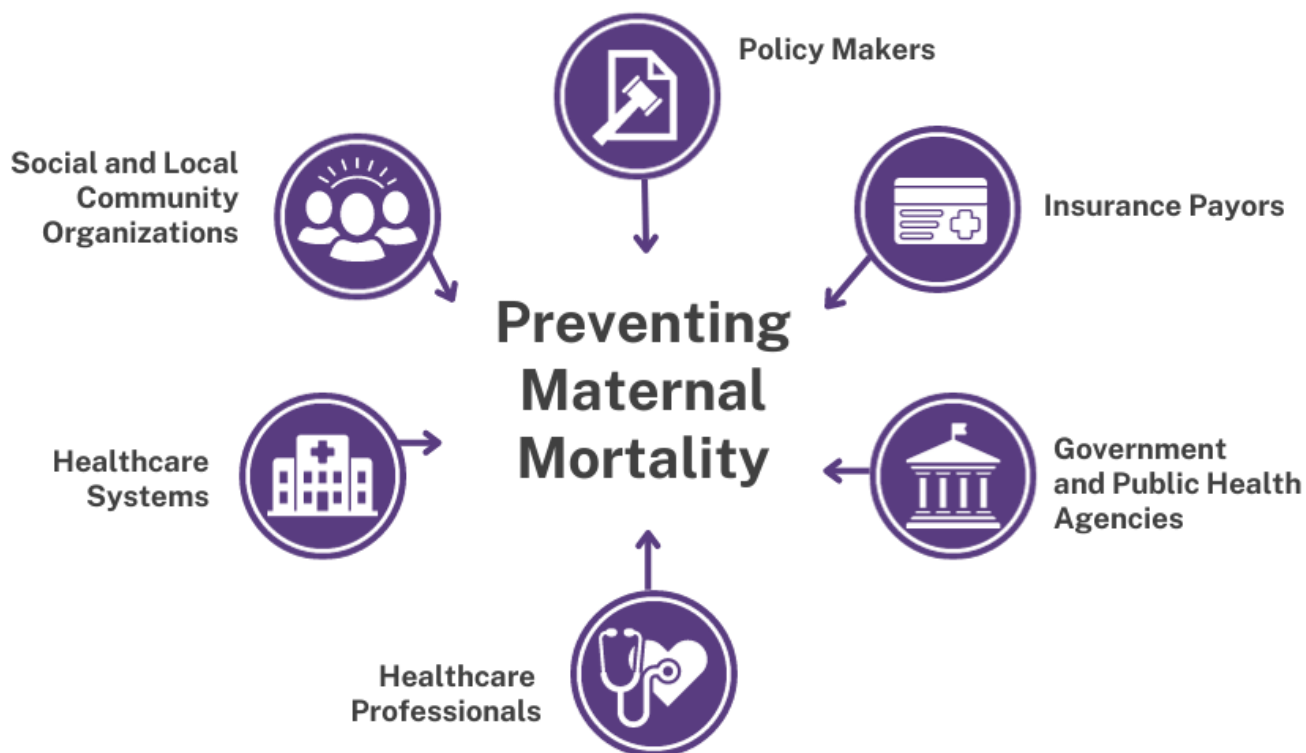 Policy Makers
Social and Local
Community
Organizations
Insurance Payors
Preventing
Maternal
Mortality
Healthcare
Systems
Government
and Public Health
Agencies
Healthcare
Professionals